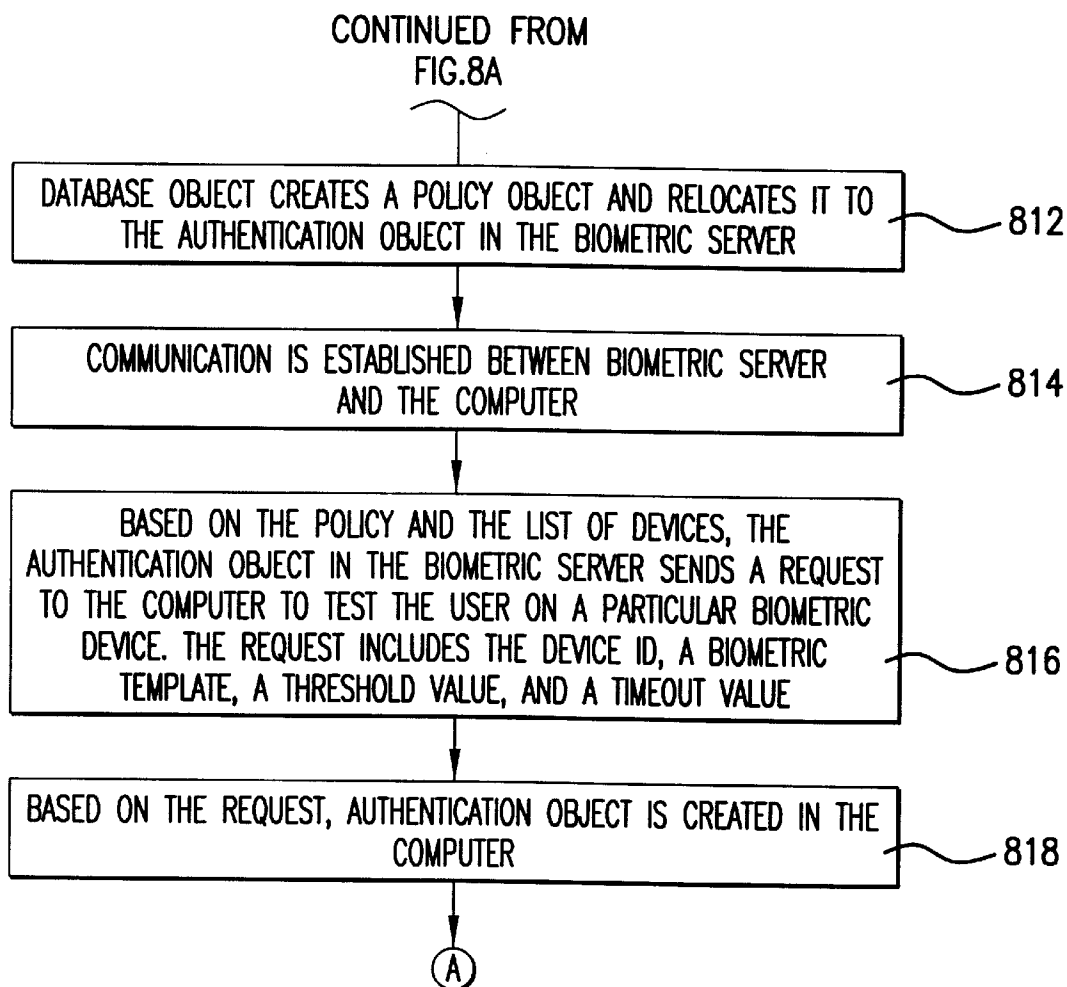 CONTINUED FROM
FIG.8A
DATABASE OBJECT CREATES A POLICY OBJECT AND RELOCATES IT TO
THE AUTHENTICATION OBJECT IN THE BIOMETRIC SERVER
812
COMMUNICATION IS ESTABLISHED BETWEEN BIOMETRIC SERVER
AND THE COMPUTER
814
BASED ON THE POLICY AND THE LIST OF DEVICES, THE
AUTHENTICATION OBJECT IN THE BIOMETRIC SERVER SENDS A REQUEST
TO THE COMPUTER TO TEST THE USER ON A PARTICULAR BIOMETRIC
DEVICE. THE REQUEST INCLUDES THE DEVICE ID, A BIOMETRIC
TEMPLATE, A THRESHOLD VALUE, AND A TIMEOUT VALUE
816
BASED ON THE REQUEST, AUTHENTICATION OBJECT IS CREATED IN THE
COMPUTER
818
A